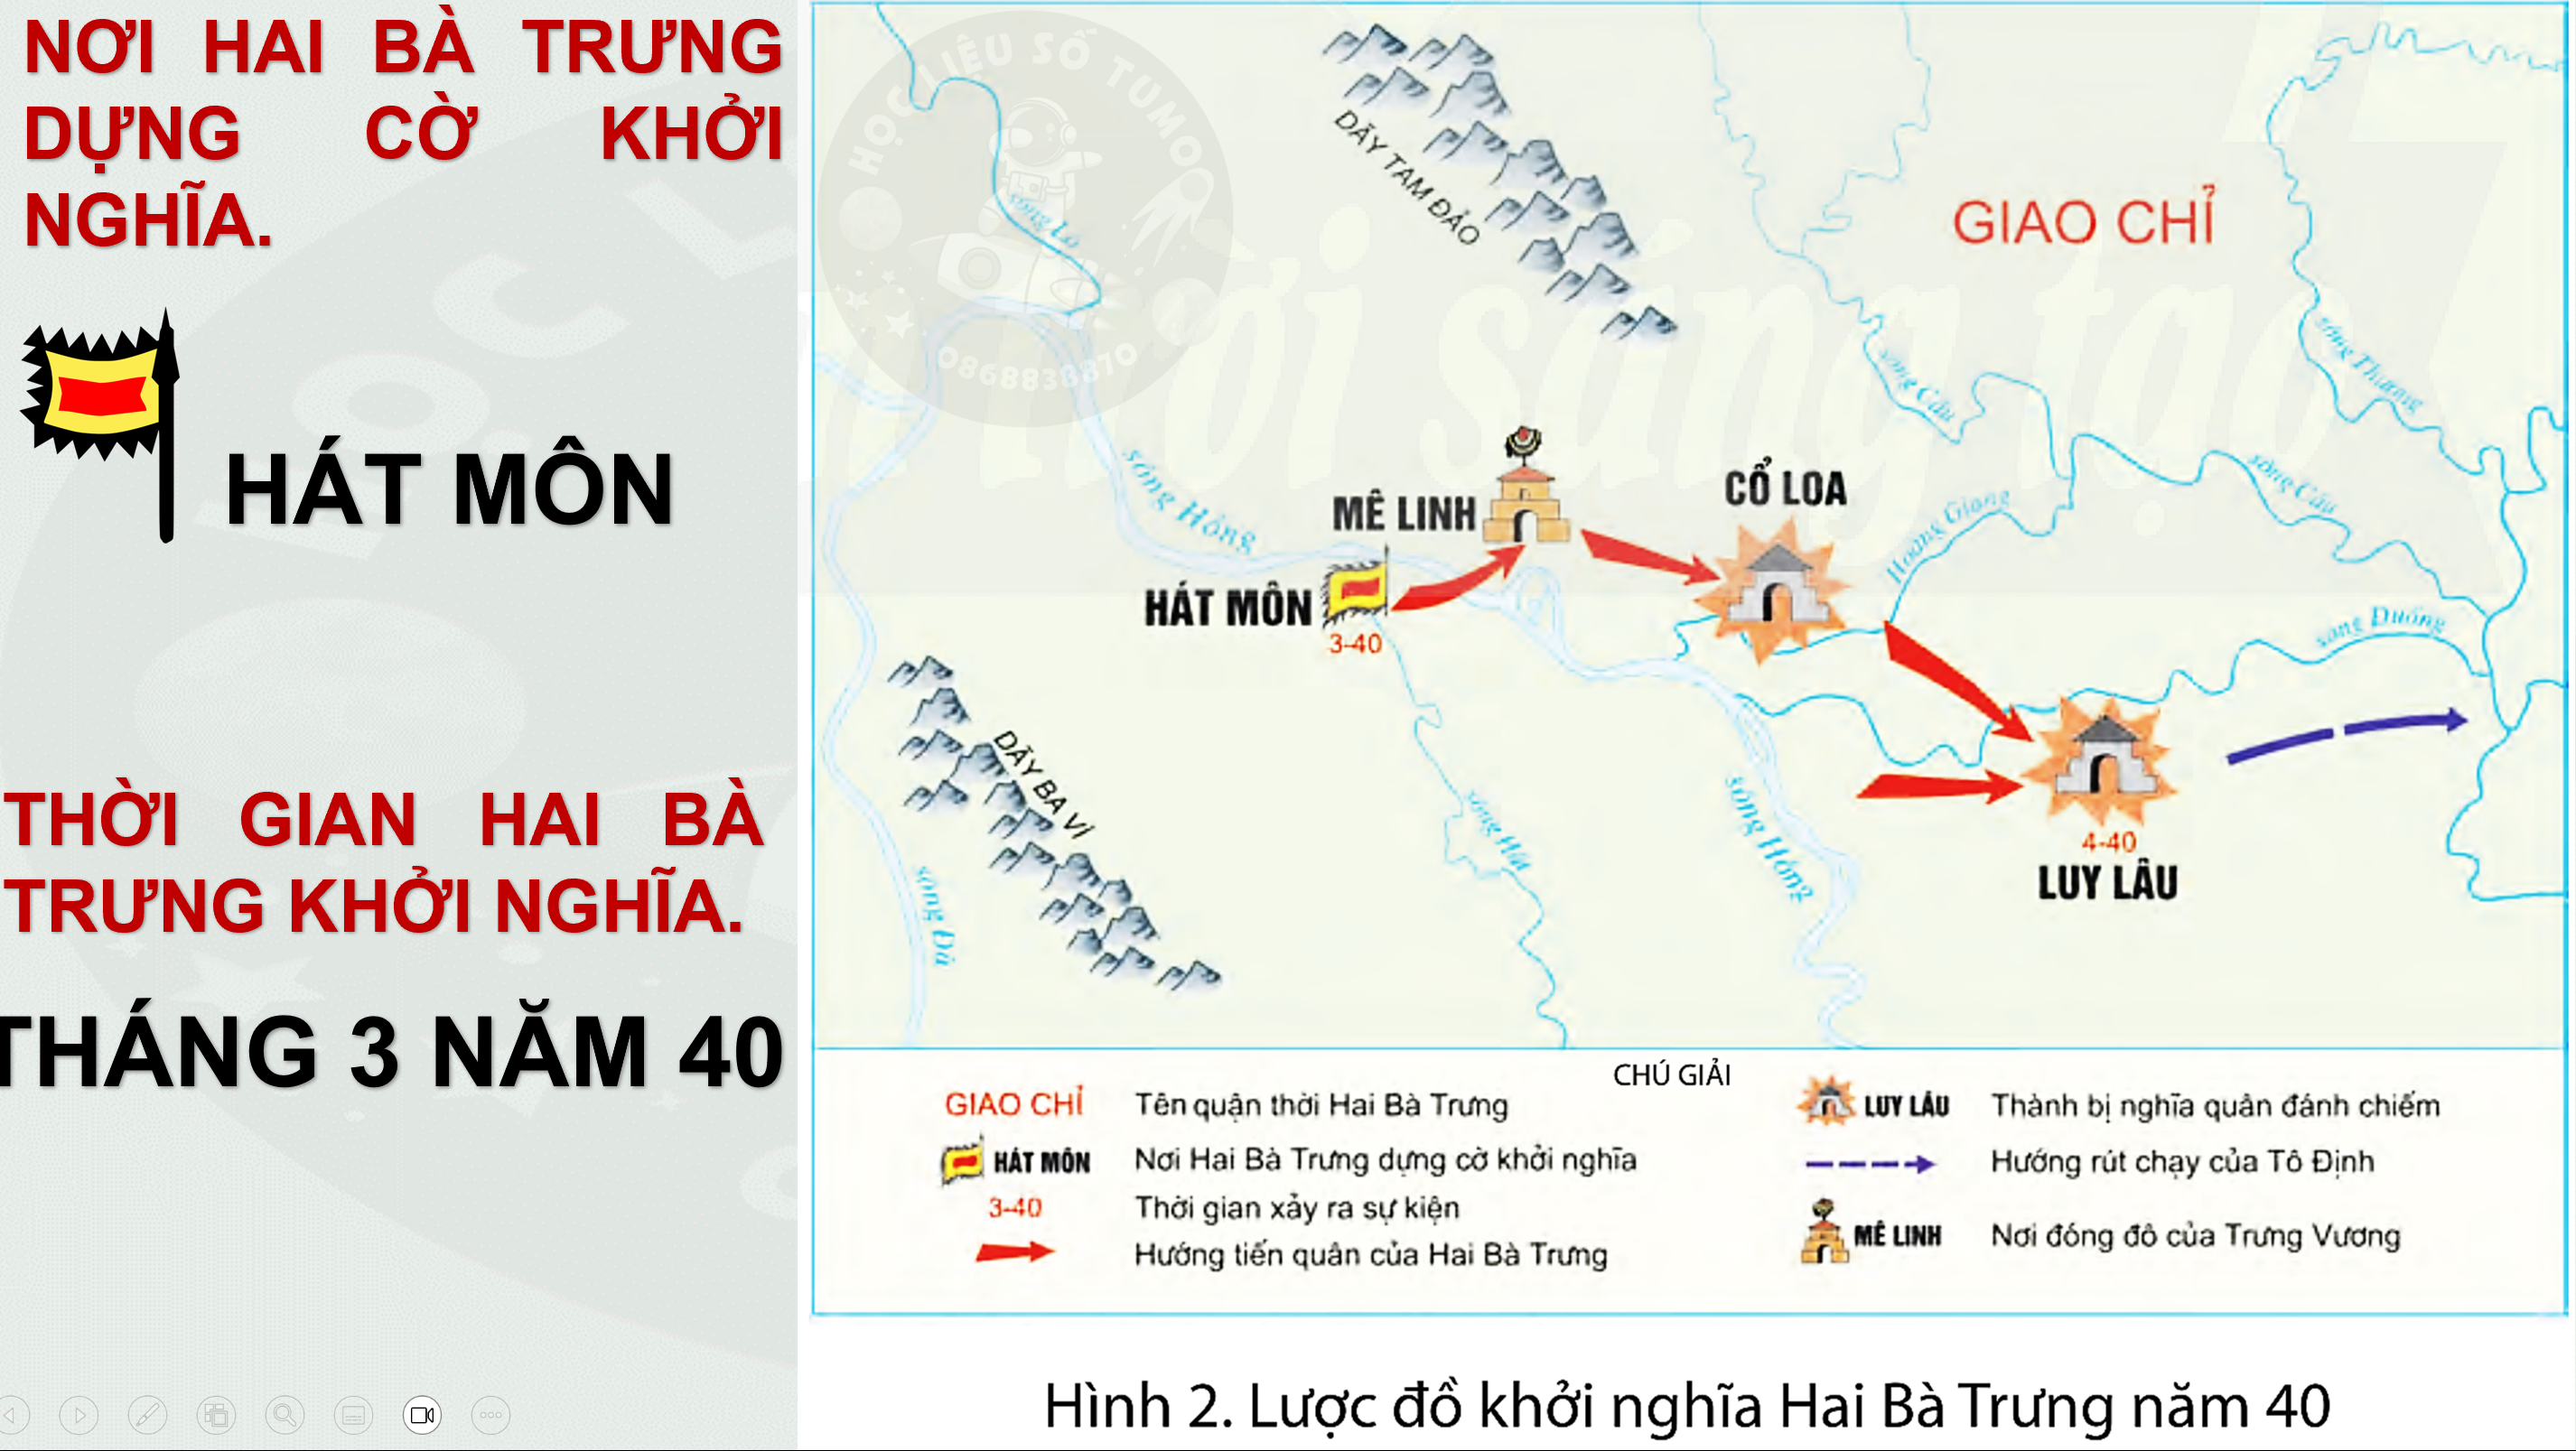 NƠI HAI BÀ TRƯNG
DỰNG CỜ KHỞI
NGHĨA.
HÁT MÔN
THỜI GIAN HAI BÀ
TRƯNG KHỞI NGHĨA.
THÁNG 3 NĂM 40
HỌC LIỆU SỐ TUMO
0868838870
DÃY TAM ĐẢO
GIAO CHỈ
sông Lô
sông Cầu
sông Thương
sông Hồng
MÊ LINH
CỔ LOA
Hoàng Giang
sông Cầu
HÁT MÔN
3-40
sông Đuống
DÃY BA VÌ
sông Đà
sông Hát
sông Hồng
4-40
LUY LÂU
CHÚ GIẢI
GIAO CHỈ Tên quận thời Hai Bà Trưng
HÁT MÔN Nơi Hai Bà Trưng dựng cờ khởi nghĩa
3-40 Thời gian xảy ra sự kiện
Hướng tiến quân của Hai Bà Trưng
LUY LÂU Thành bị nghĩa quân đánh chiếm
Hướng rút chạy của Tô Định
MÊ LINH Nơi đóng đô của Trưng Vương
Hình 2. Lược đồ khởi nghĩa Hai Bà Trưng năm 40